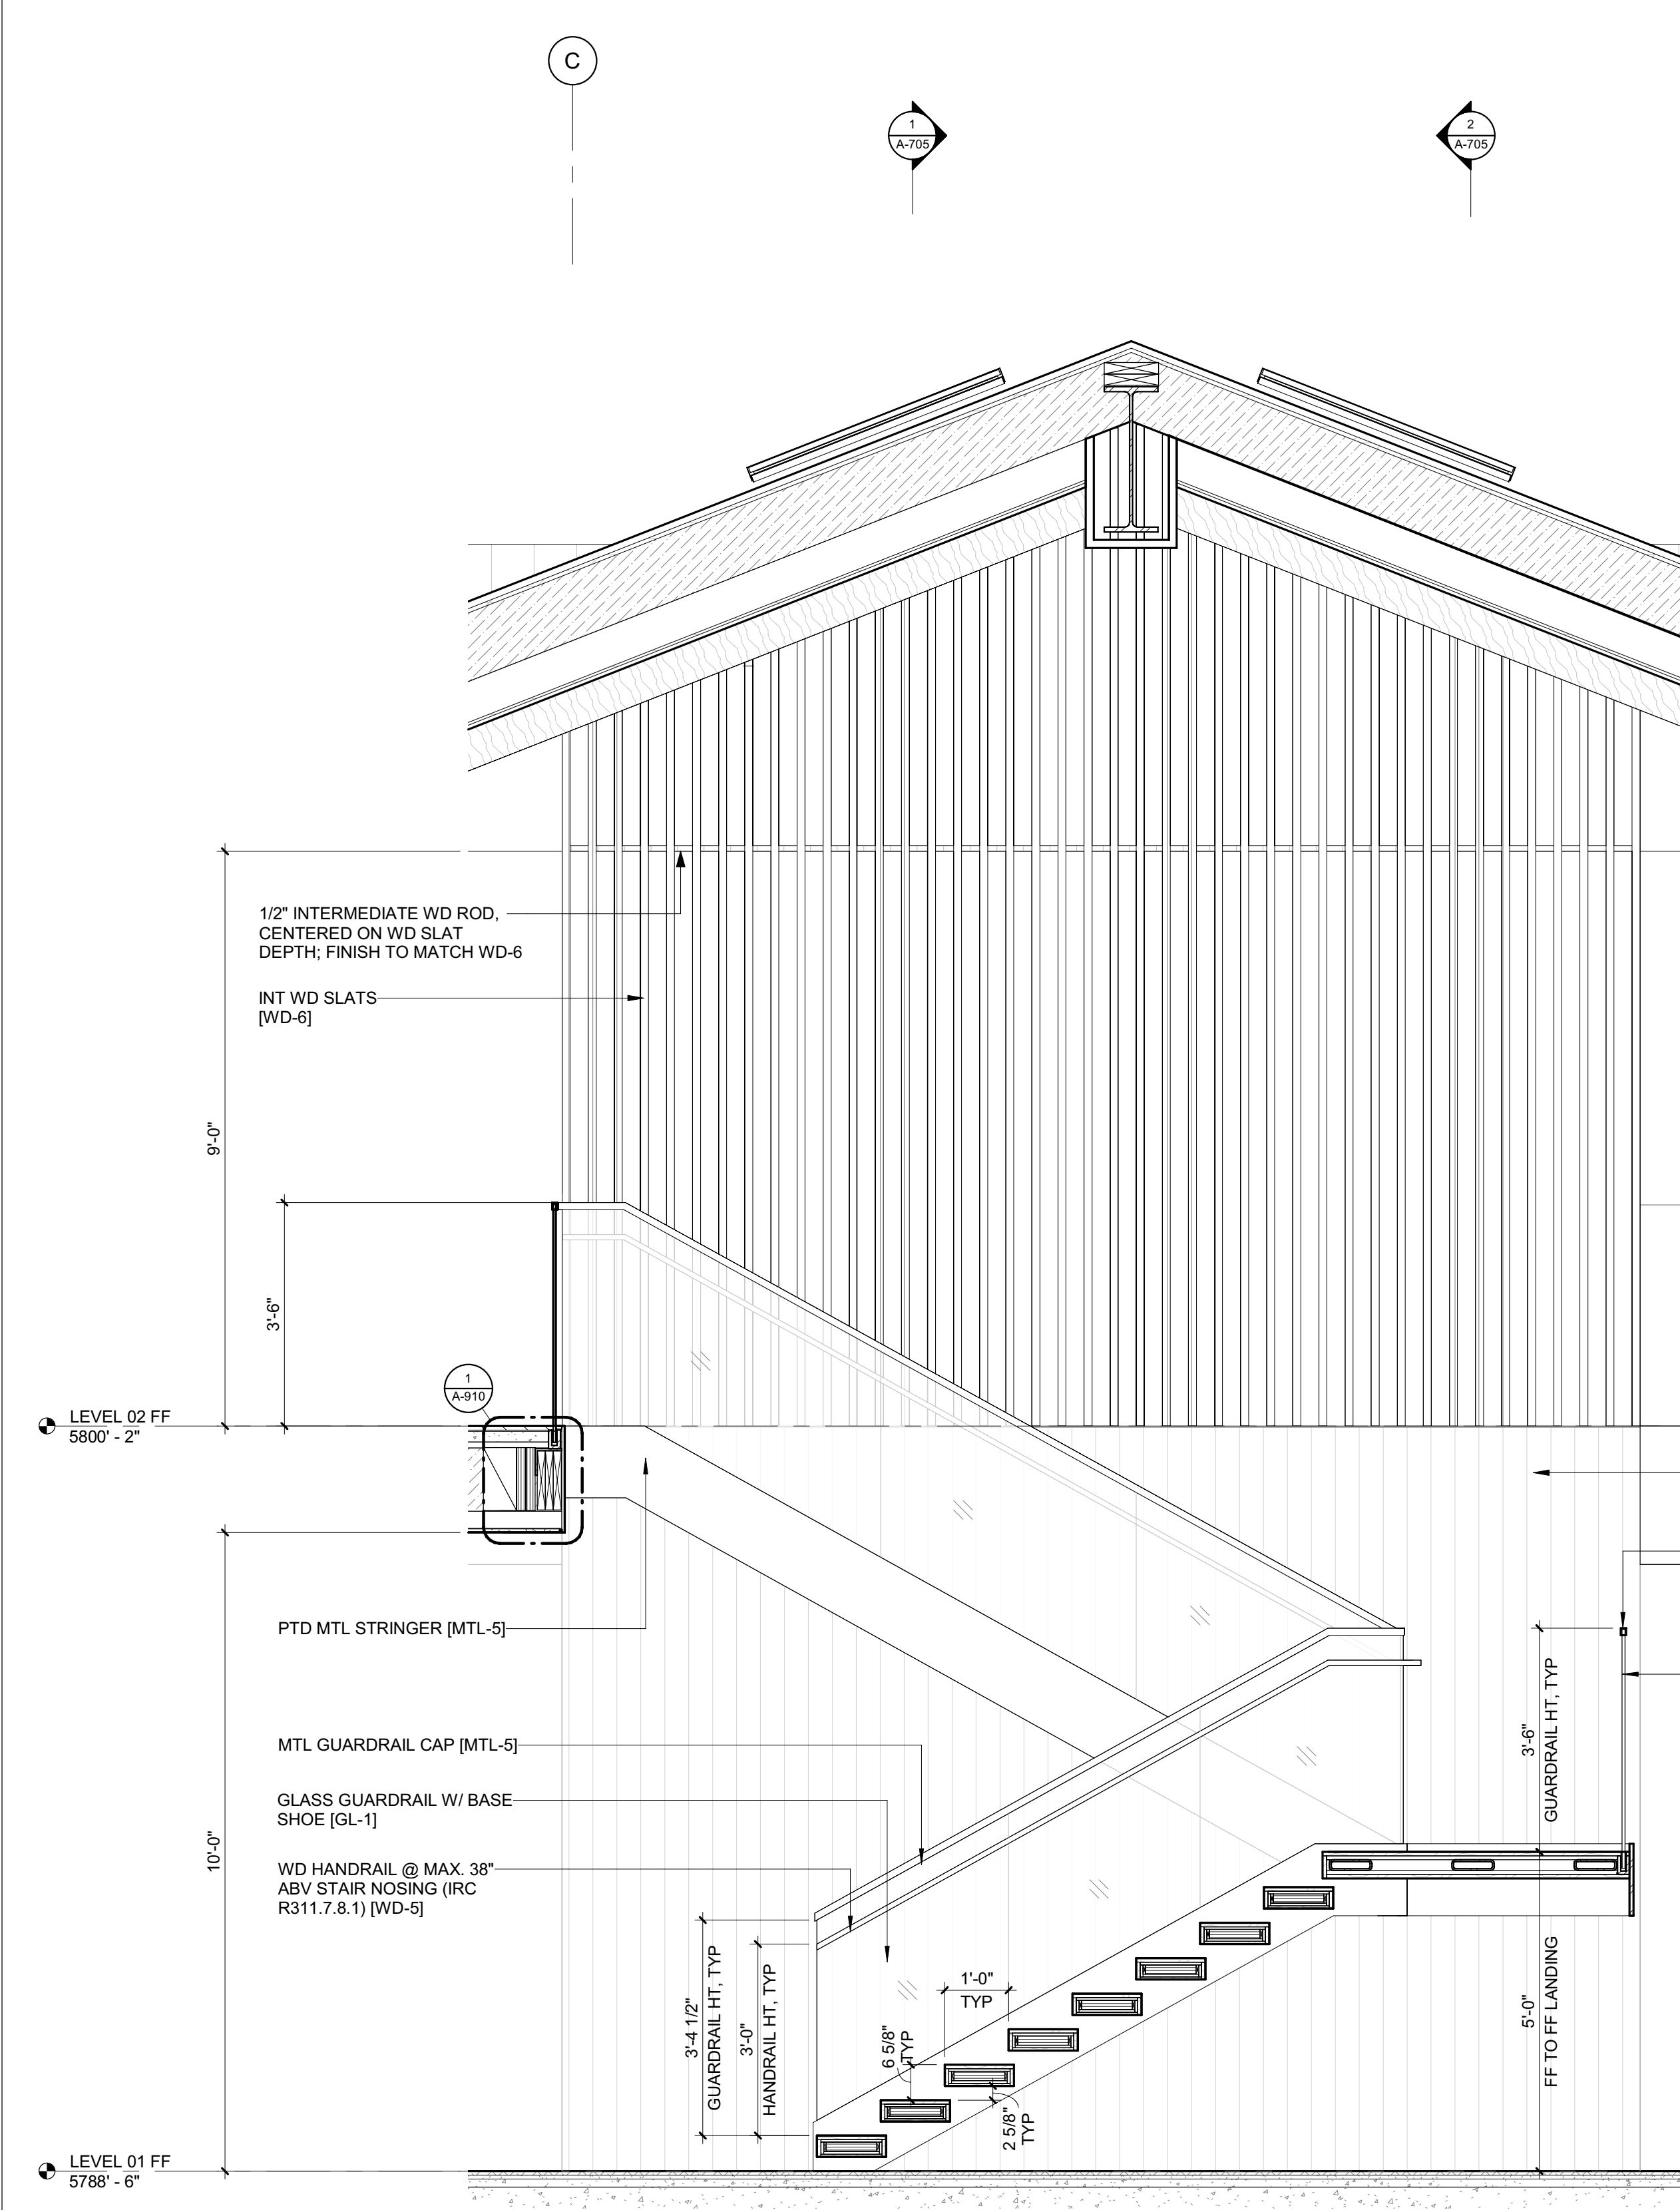 C
1
A-705
2
A-705
1/2" INTERMEDIATE WD ROD,
CENTERED ON WD SLAT
DEPTH; FINISH TO MATCH WD-6
INT WD SLATS
[WD-6]
9'-0"
3'-6"
1
A-910
LEVEL 02 FF
5800' - 2"
PTD MTL STRINGER [MTL-5]
MTL GUARDRAIL CAP [MTL-5]
GLASS GUARDRAIL W/ BASE
SHOE [GL-1]
WD HANDRAIL @ MAX. 38"
ABV STAIR NOSING (IRC
R311.7.8.1) [WD-5]
10'-0"
3'-4 1/2"
GUARDRAIL HT, TYP
3'-0"
HANDRAIL HT, TYP
6 5/8"
TYP
1'-0"
TYP
2 5/8"
TYP
3'-6"
GUARDRAIL HT, TYP
5'-0"
FF TO FF LANDING
LEVEL 01 FF
5788' - 6"